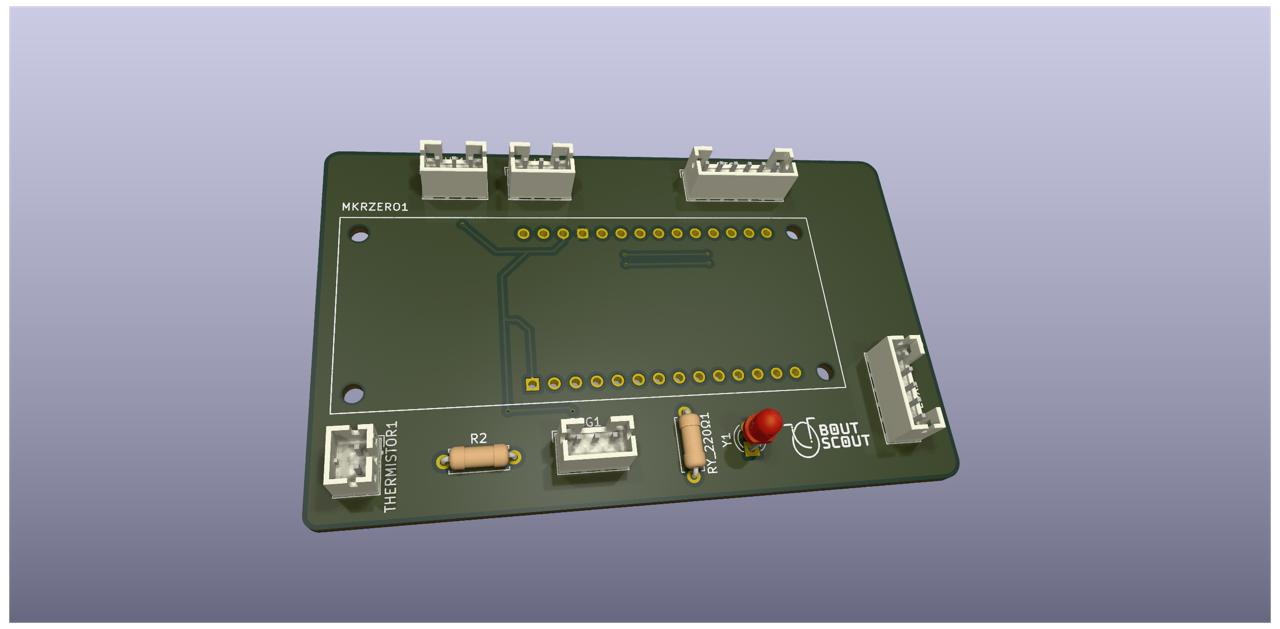 MKRZERO1
THERMISTOR1
R2
G1
RY_220Ω1
Y1
BOUT
SCOUT